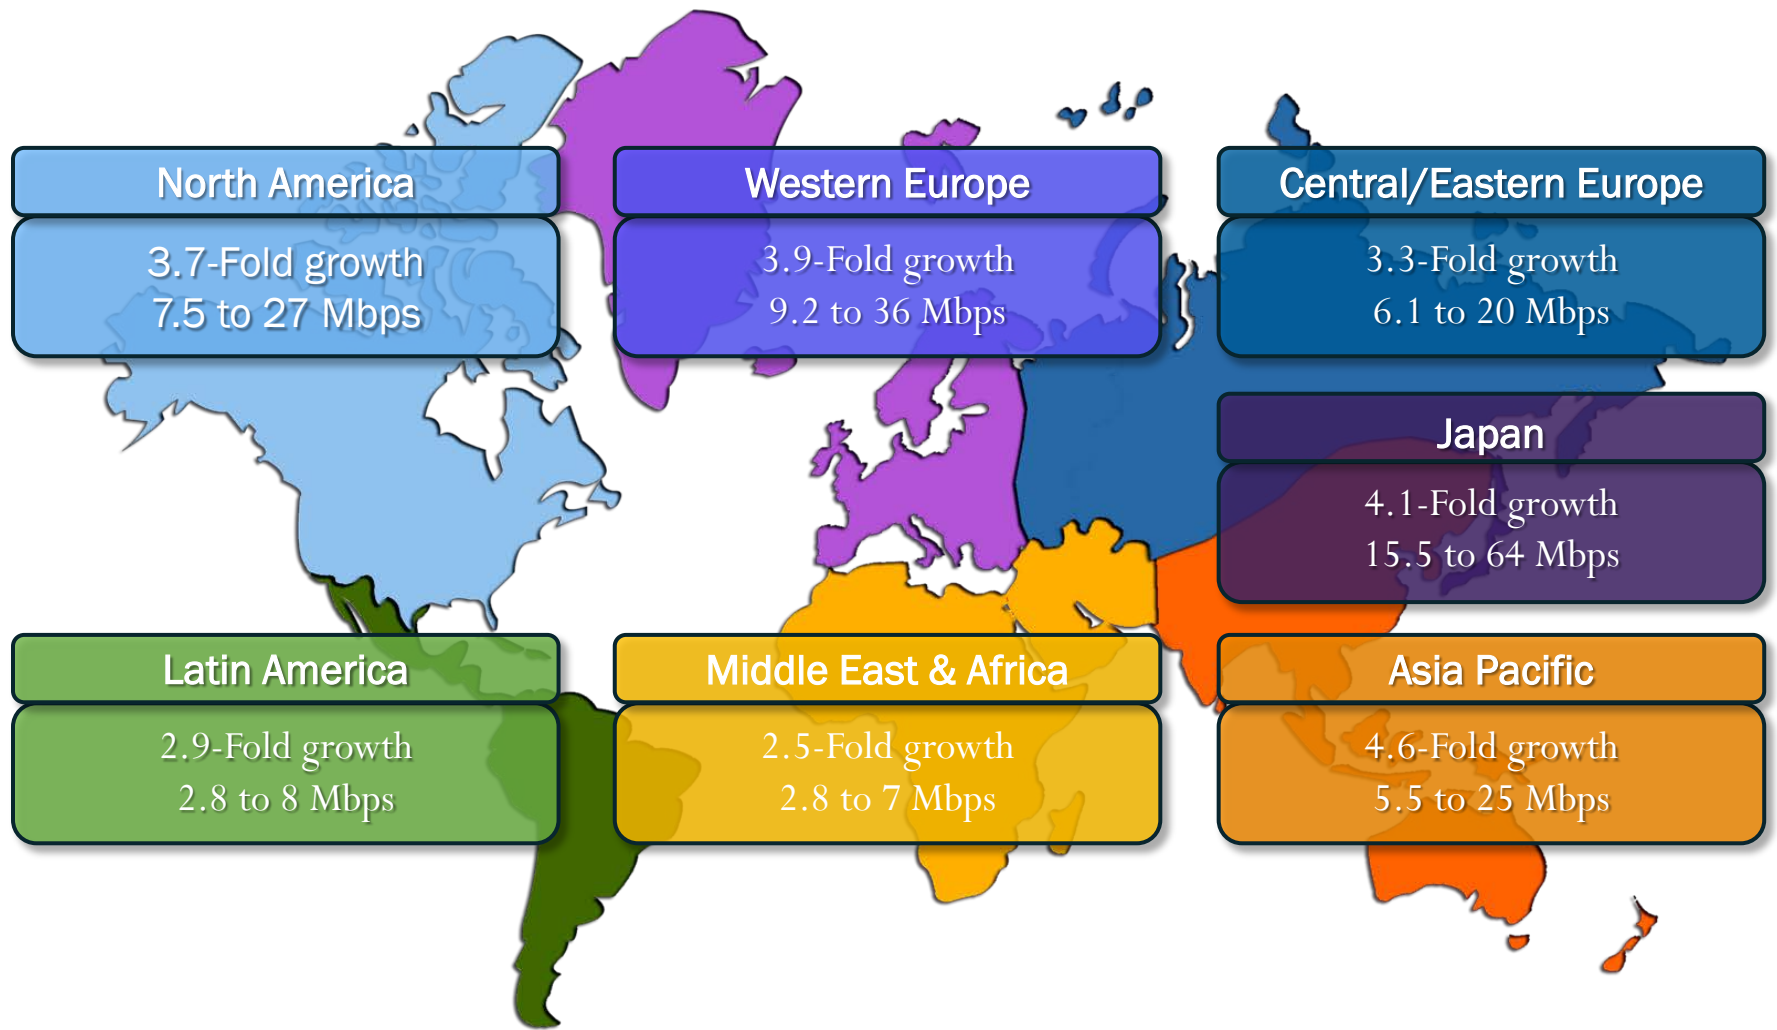 North America
3.7-Fold growth
7.5 to 27 Mbps
Western Europe
3.9-Fold growth
9.2 to 36 Mbps
Central/Eastern Europe
3.3-Fold growth
6.1 to 20 Mbps
Japan
4.1-Fold growth
15.5 to 64 Mbps
Latin America
2.9-Fold growth
2.8 to 8 Mbps
Middle East & Africa
2.5-Fold growth
2.8 to 7 Mbps
Asia Pacific
4.6-Fold growth
5.5 to 25 Mbps